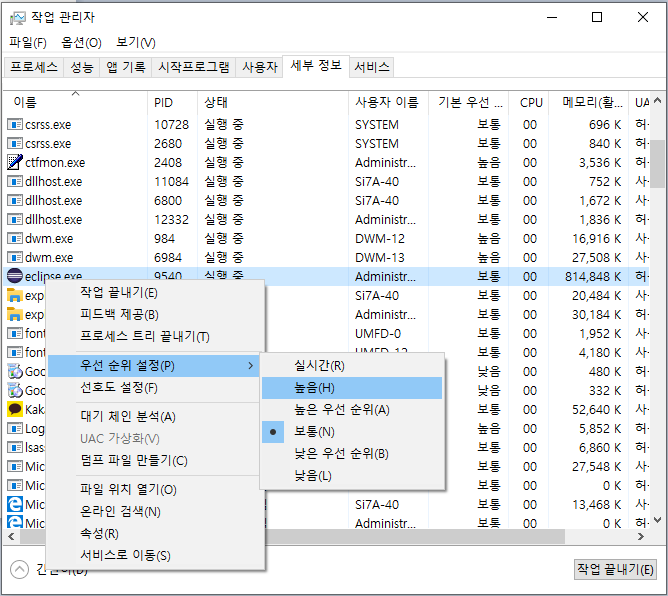 작업 관리자
파일(F) 옵션(O) 보기(V)
프로세스 성능 앱 기록 시작프로그램 사용자 세부 정보 서비스
이름 PID 상태 사용자 이름 기본 우선 ... CPU 메모리(활... UA
csrss.exe 10728 실행 중 SYSTEM 보통 00 696 K 허
csrss.exe 2680 실행 중 SYSTEM 보통 00 840 K 허
ctfmon.exe 2408 실행 중 Administr... 높음 00 3,536 K 허
dllhost.exe 11084 실행 중 Si7A-40 보통 00 752 K 사
dllhost.exe 6800 실행 중 Si7A-40 보통 00 1,672 K 사
dllhost.exe 12332 실행 중 Administr... 보통 00 1,836 K 허
dwm.exe 984 실행 중 DWM-12 높음 00 16,916 K 사
dwm.exe 6984 실행 중 DWM-13 높음 00 27,508 K 사
eclipse.exe 9540 실행 중 Administr... 보통 00 814,848 K 허
expl Si7A-40 보통 00 20,484 K 사
expl Administr... 보통 00 30,184 K 허
font UMFD-0 보통 00 1,952 K 사
font UMFD-12 보통 00 4,180 K 사
Goo 낮음 00 480 K 허
Goo 낮음 00 332 K 허
Kaka 보통 00 52,640 K 사
Log 높음 00 5,852 K 허
lsass 보통 00 6,860 K 허
Mic 보통 00 27,548 K 허
Mic 보통 00 0 K 허
Mic Si7A-40 보통 00 13,468 K 사
Mic Administr... 보통 00 0 K 허
작업 끝내기(E)
피드백 제공(B)
프로세스 트리 끝내기(T)
우선 순위 설정(P)
선호도 설정(F)
대기 체인 분석(A)
UAC 가상화(V)
덤프 파일 만들기(C)
파일 위치 열기(O)
온라인 검색(N)
속성(R)
서비스로 이동(S)
실시간(R)
높음(H)
높은 우선 순위(A)
보통(N)
낮은 우선 순위(B)
낮음(L)
작업 끝내기(E)